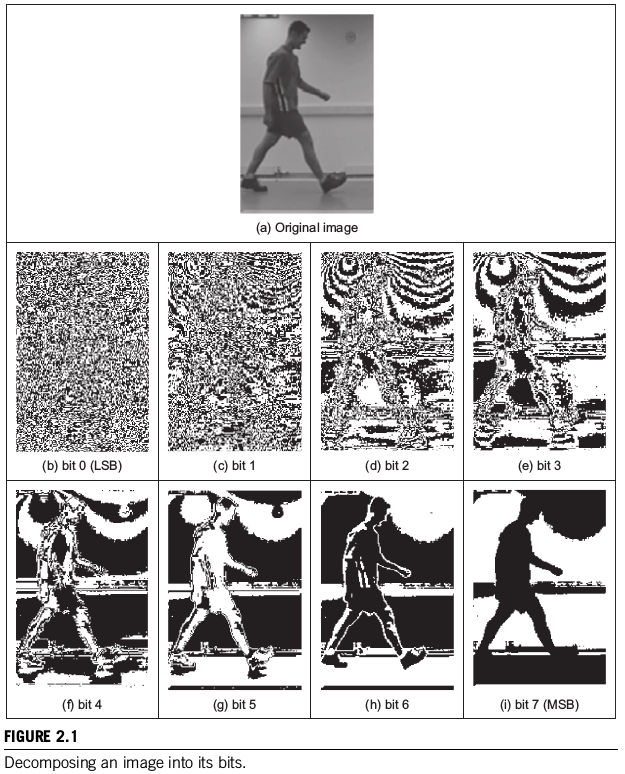 (a) Original image
(b) bit 0 (LSB)
(c) bit 1
(d) bit 2
(e) bit 3
(f) bit 4
(g) bit 5
(h) bit 6
(i) bit 7 (MSB)
FIGURE 2.1
Decomposing an image into its bits.